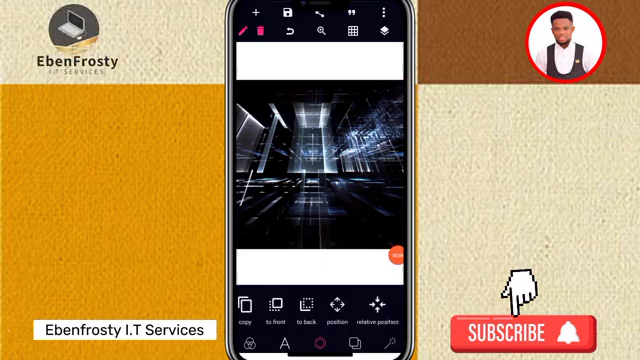 EbenFrosty
I.T SERVICES
copy
to front
to back
position
relative position
Ebenfrosty I.T Services
SUBSCRIBE